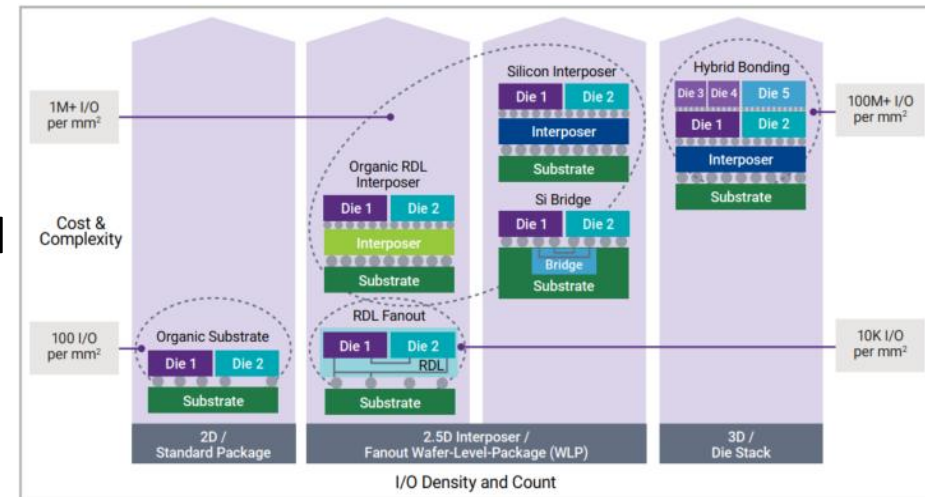 1M+ I/O
per mm²
Cost &
Complexity
100 I/O
per mm²
Organic Substrate
Die 1
Die 2
Substrate
Organic RDL
Interposer
Die 1
Die 2
Interposer
Substrate
RDL Fanout
Die 1
Die 2
RDL
Substrate
Silicon Interposer
Die 1
Die 2
Interposer
Substrate
Si Bridge
Die 1
Die 2
Bridge
Substrate
Hybrid Bonding
Die 3
Die 4
Die 5
Die 1
Die 2
Interposer
Substrate
100M+ I/O
per mm²
10K I/O
per mm²
2D /
Standard Package
2.5D Interposer /
Fanout Wafer-Level-Package (WLP)
3D /
Die Stack
I/O Density and Count